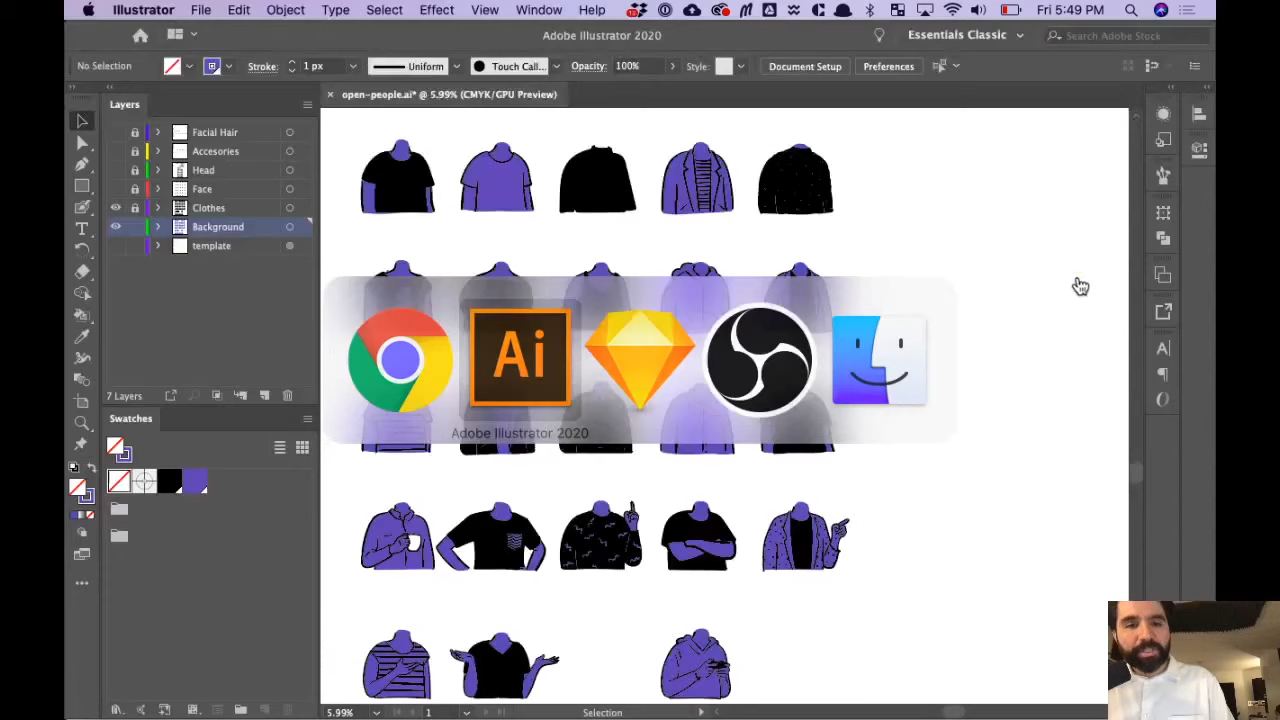 Illustrator File Edit Object Type Select Effect View Window Help Fri 5:49 PM
Adobe Illustrator 2020 Essentials Classic Search Adobe Stock
No Selection Stroke: 1 px Uniform Touch Call... Opacity: 100% Style: Document Setup Preferences
Layers
× open-people.ai* @ 5.99% (CMYK/GPU Preview)
Facial Hair
Accesories
Head
Face
Clothes
Background
template
7 Layers
Swatches
Ai
Adobe Illustrator 2020
5.99% 1 Selection